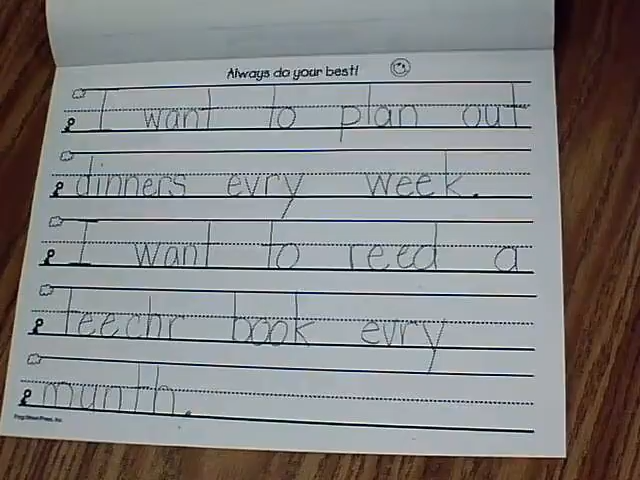 Always do your best!
I want to plan out
dinners evry week.
I want to reed a
teechr book evry
munth.